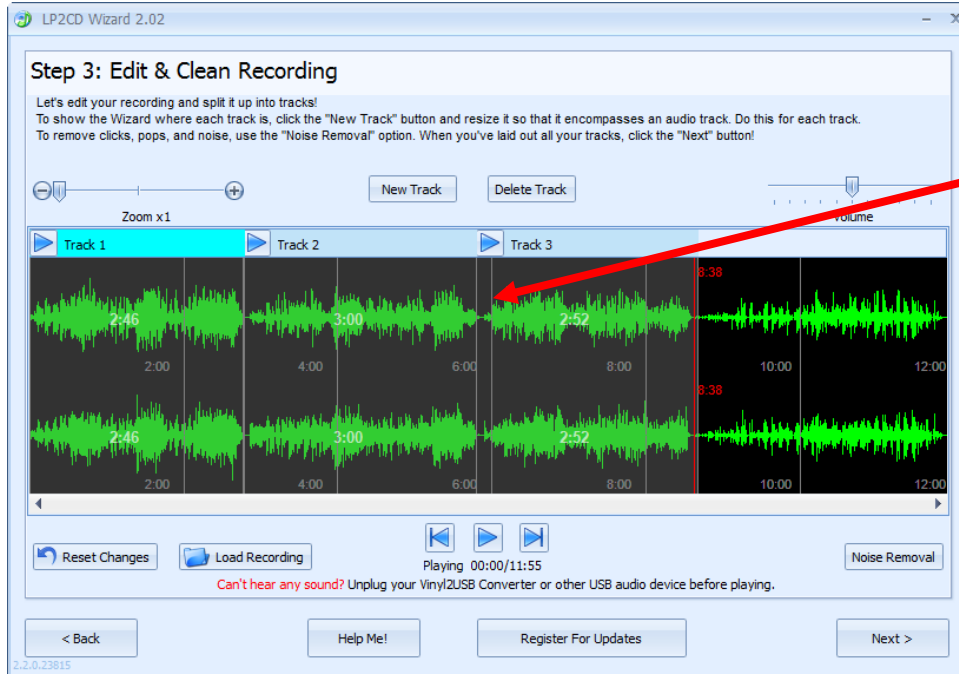 LP2CD Wizard 2.02
Step 3: Edit & Clean Recording
Let's edit your recording and split it up into tracks!
To show the Wizard where each track is, click the "New Track" button and resize it so that it encompasses an audio track. Do this for each track.
To remove clicks, pops, and noise, use the "Noise Removal" option. When you've laid out all your tracks, click the "Next" button!
New Track Delete Track
Zoom x1 Volume
Track 1 Track 2 Track 3
8:38
2:46 3:00 2:52
2:00 4:00 6:00 8:00 10:00 12:00
8:38
2:46 3:00 2:52
2:00 4:00 6:00 8:00 10:00 12:00
Reset Changes Load Recording Noise Removal
Playing 00:00/11:55
Can't hear any sound? Unplug your Vinyl2USB Converter or other USB audio device before playing.
< Back Help Me! Register For Updates Next >
2.2.0.23815